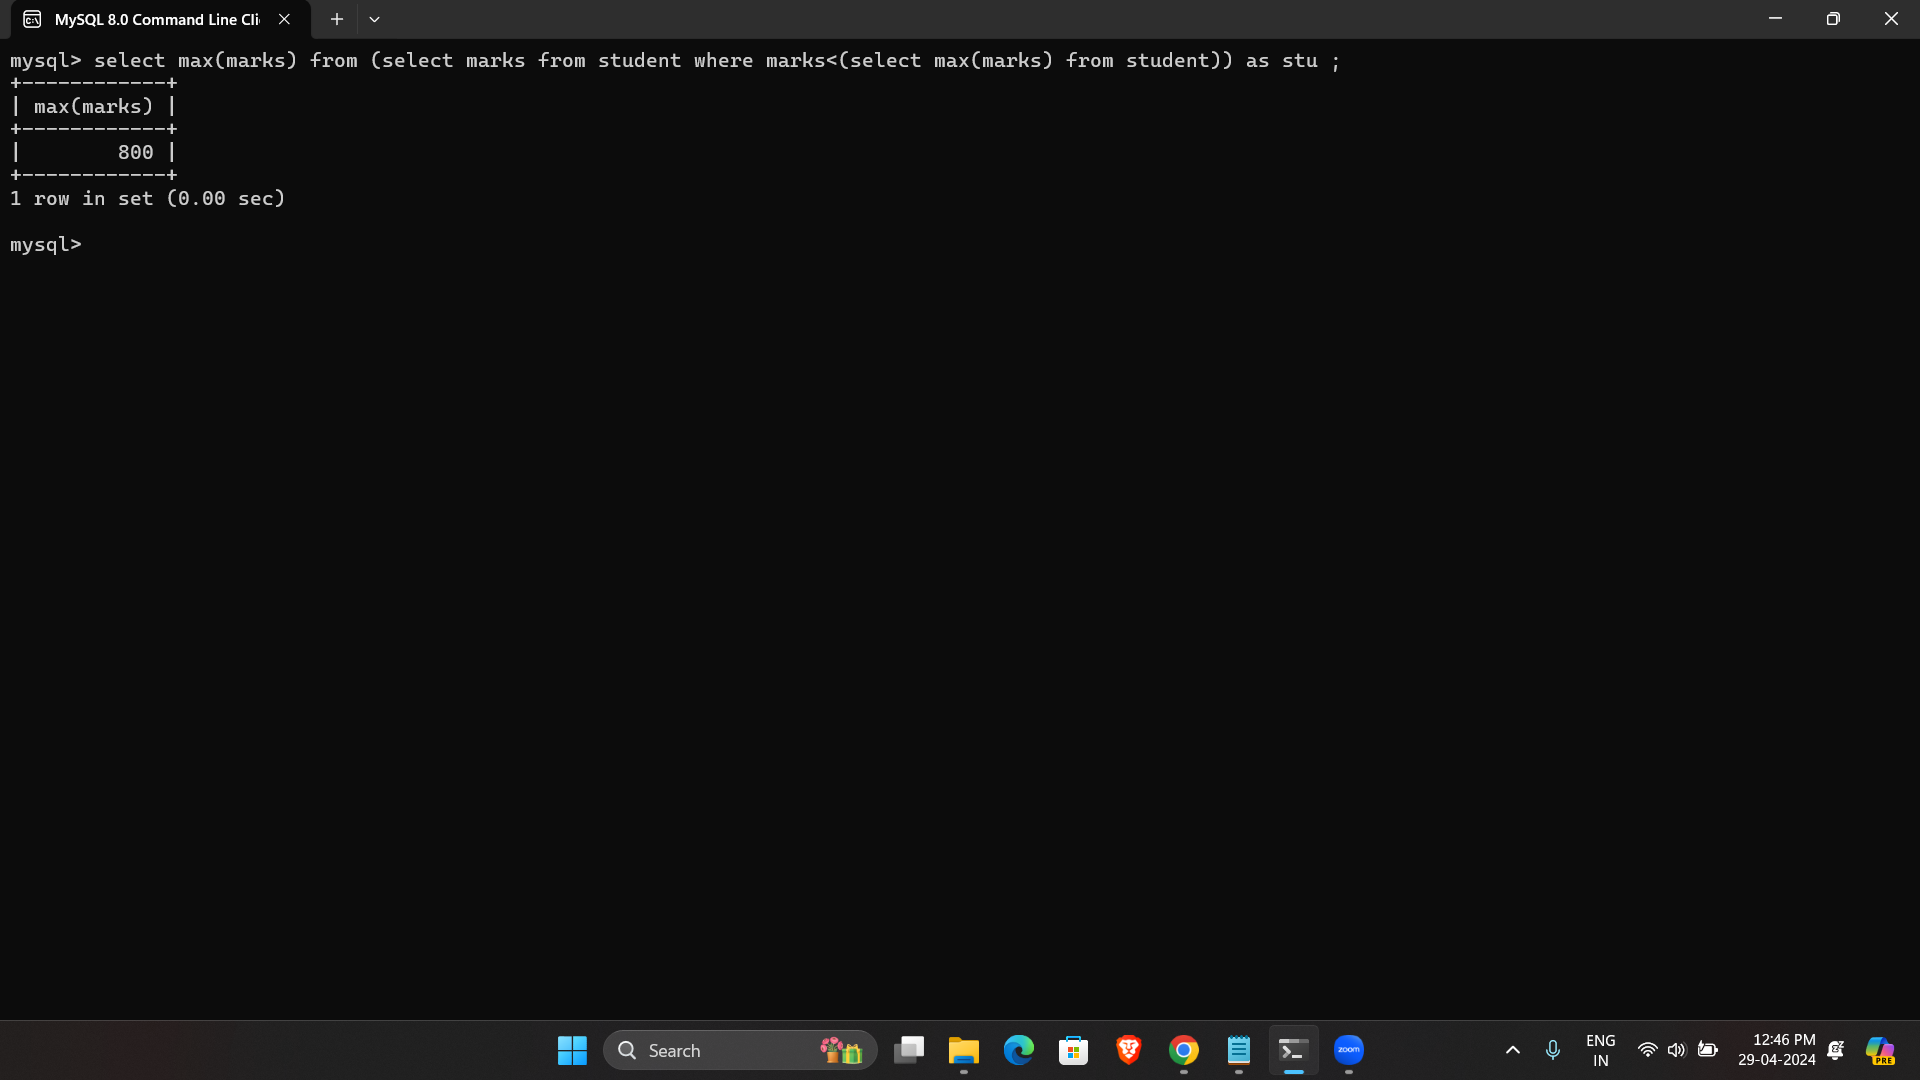 MySQL 8.0 Command Line Cli
mysql> select max(marks) from (select marks from student where marks<(select max(marks) from student)) as stu ;
+------------+
| max(marks) |
+------------+
|        800 |
+------------+
1 row in set (0.00 sec)
mysql>
Search
zoom
ENG
IN
12:46 PM
29-04-2024
PRE